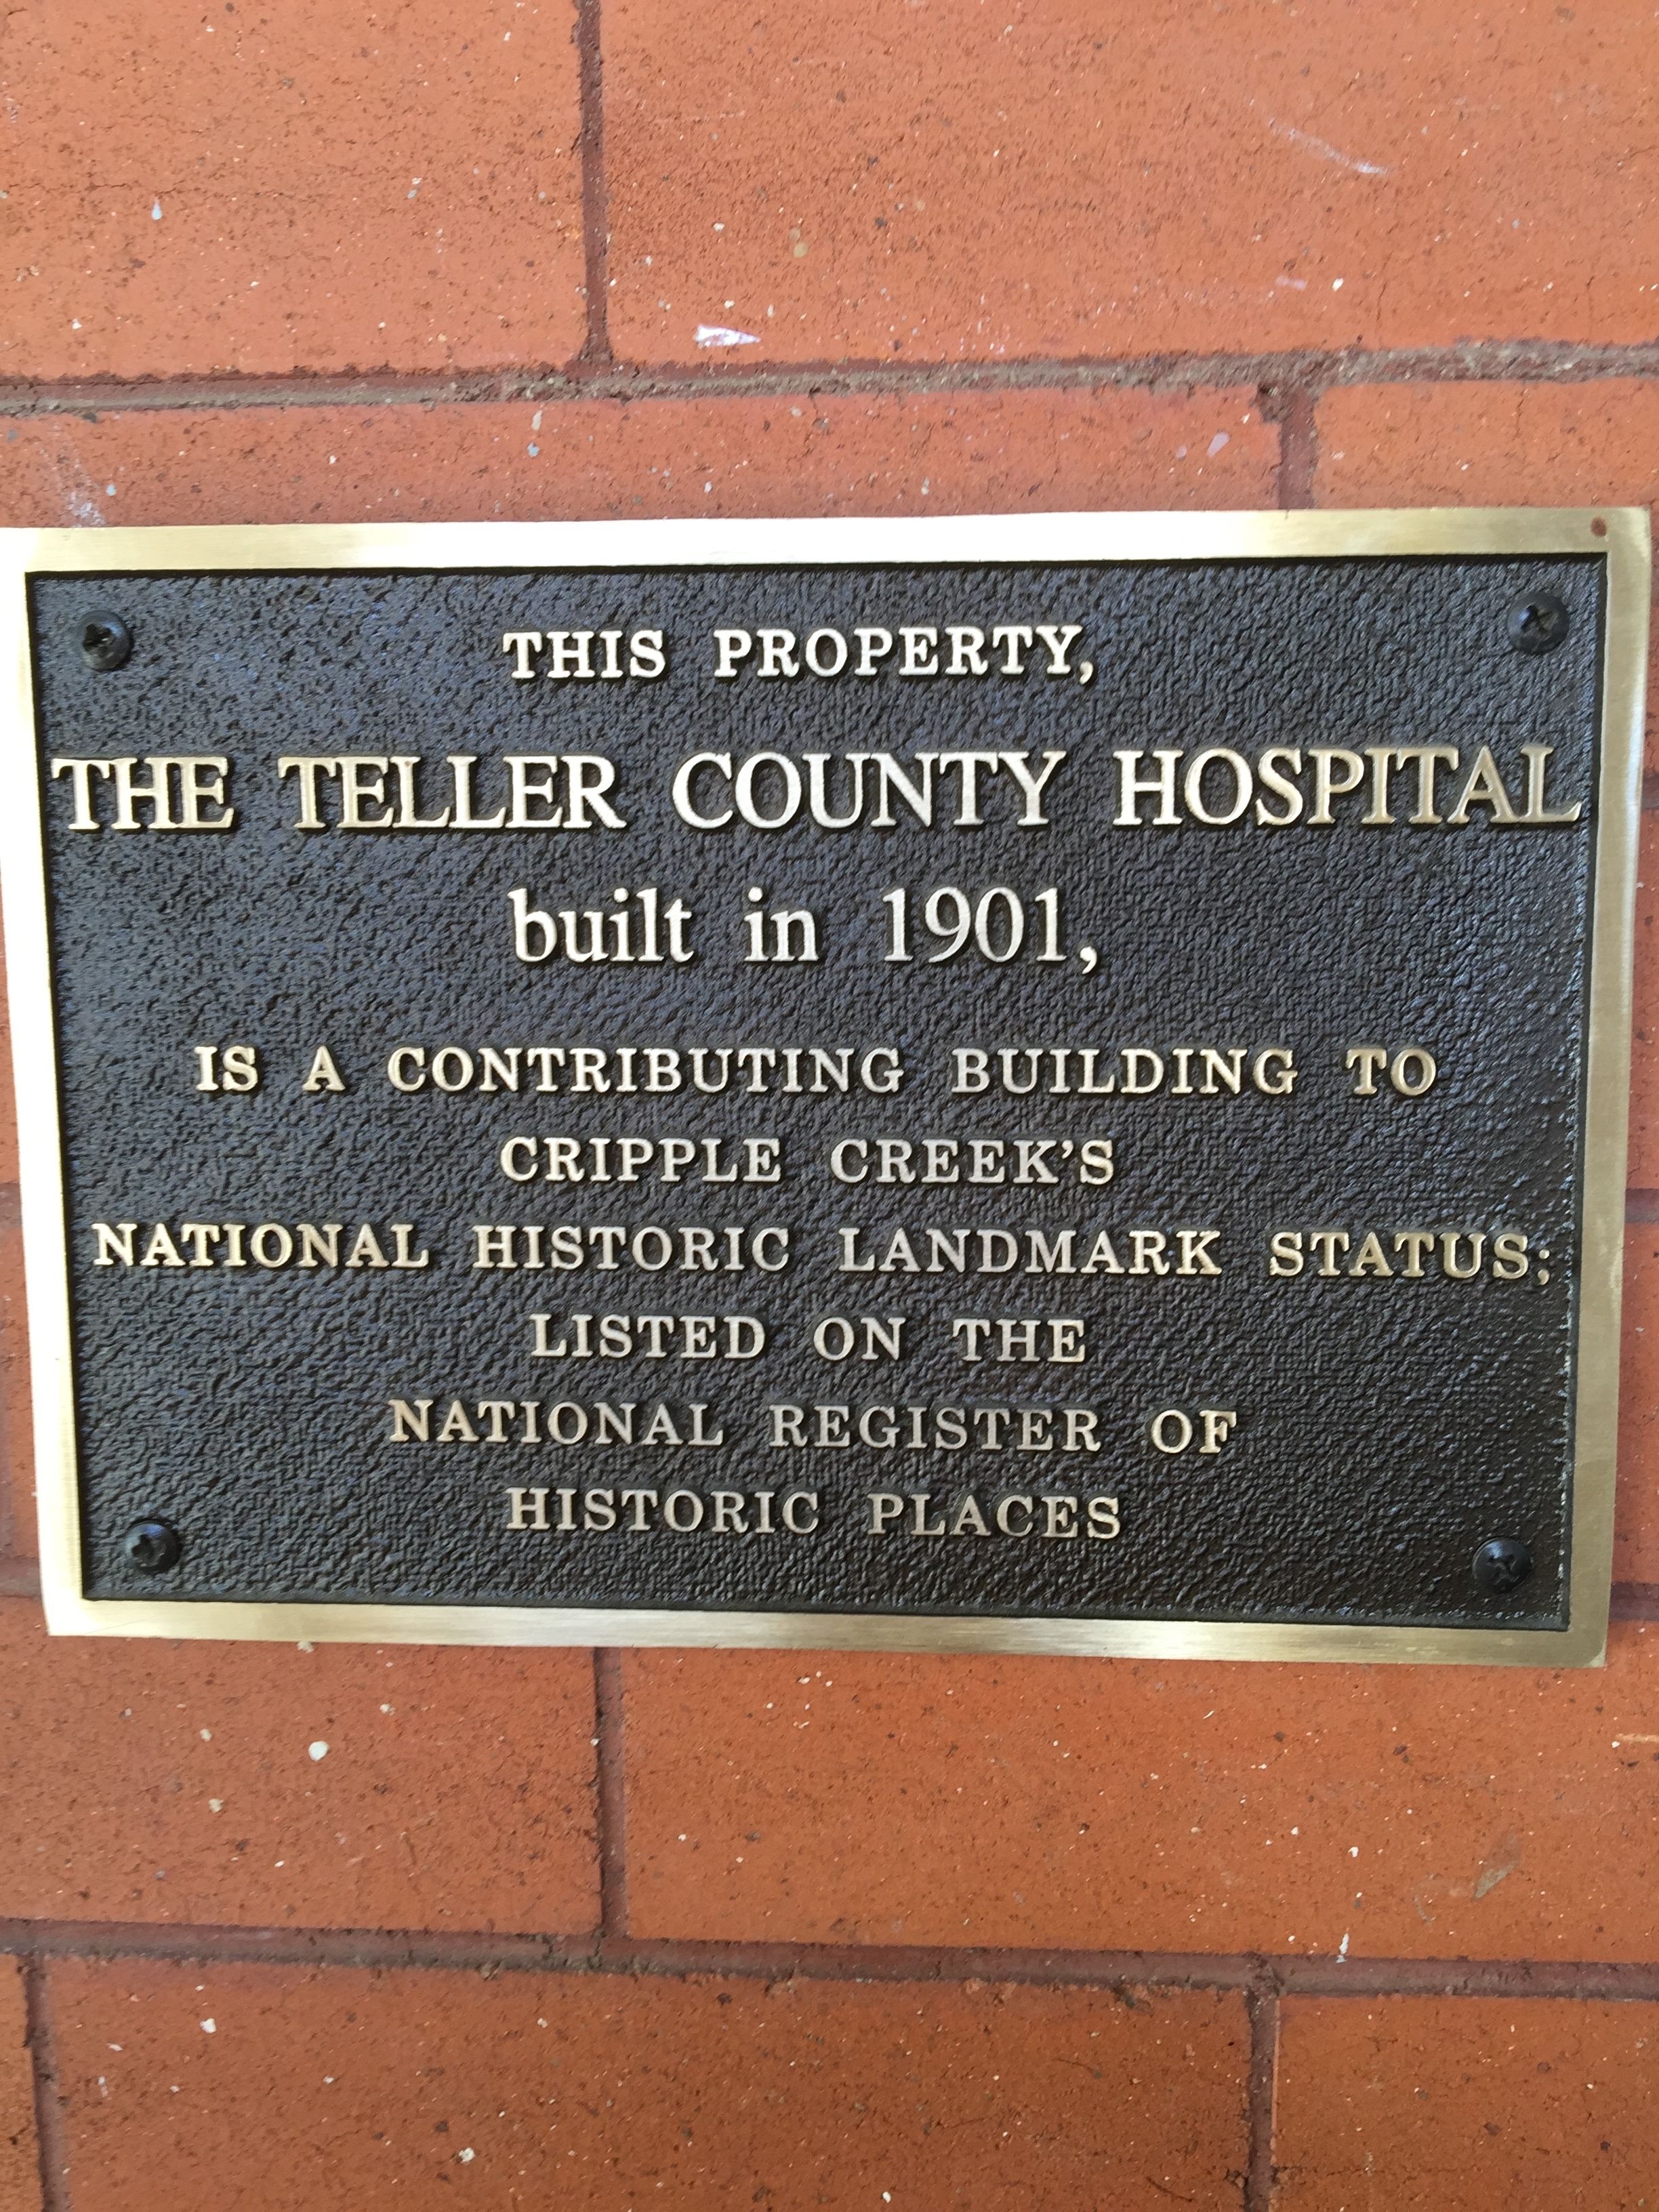 THIS PROPERTY,
THE TELLER COUNTY HOSPITAL
built in 1901,
IS A CONTRIBUTING BUILDING TO
CRIPPLE CREEK'S
NATIONAL HISTORIC LANDMARK STATUS;
LISTED ON THE
NATIONAL REGISTER OF
HISTORIC PLACES